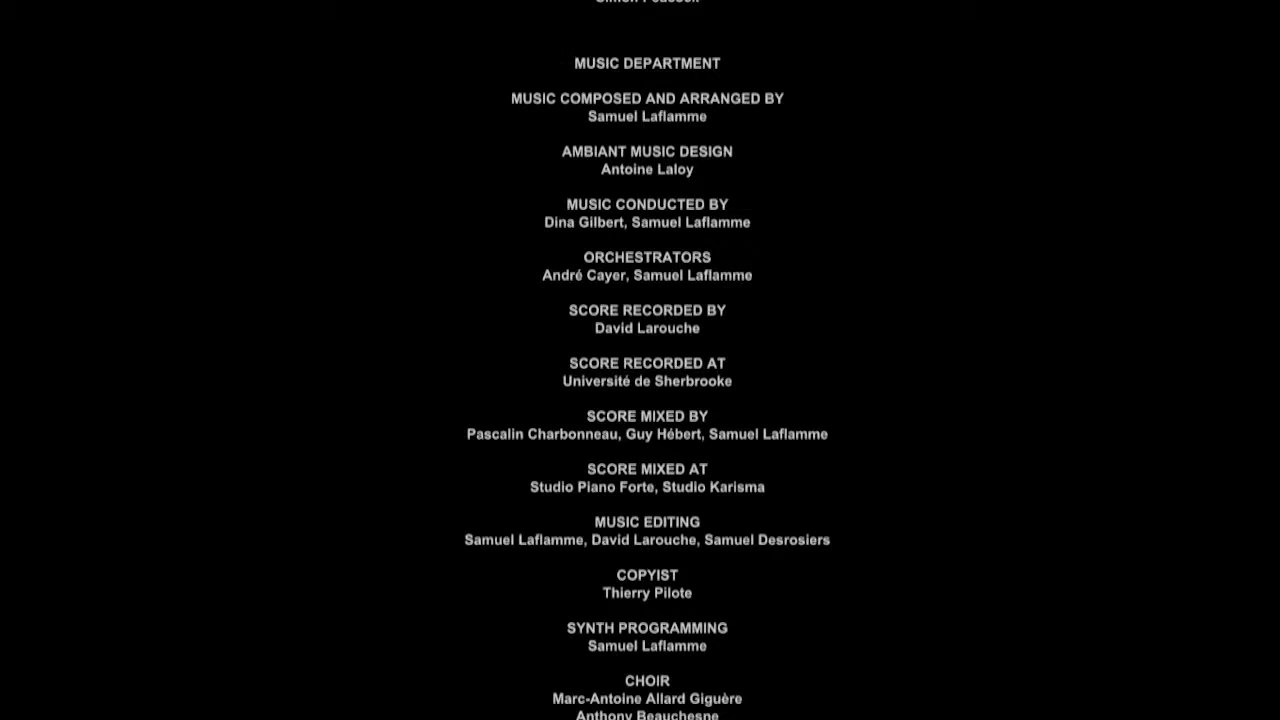 MUSIC DEPARTMENT
MUSIC COMPOSED AND ARRANGED BY
Samuel Laflamme
AMBIANT MUSIC DESIGN
Antoine Laloy
MUSIC CONDUCTED BY
Dina Gilbert, Samuel Laflamme
ORCHESTRATORS
André Cayer, Samuel Laflamme
SCORE RECORDED BY
David Larouche
SCORE RECORDED AT
Université de Sherbrooke
SCORE MIXED BY
Pascalin Charbonneau, Guy Hébert, Samuel Laflamme
SCORE MIXED AT
Studio Piano Forte, Studio Karisma
MUSIC EDITING
Samuel Laflamme, David Larouche, Samuel Desrosiers
COPYIST
Thierry Pilote
SYNTH PROGRAMMING
Samuel Laflamme
CHOIR
Marc-Antoine Allard Giguère
Anthony Beauchesne